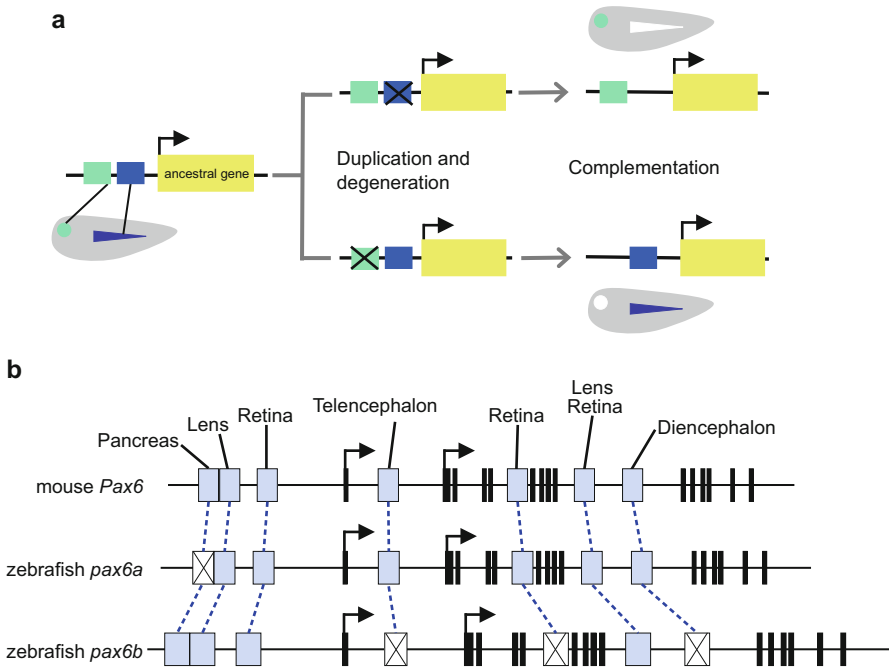 a
ancestral gene
Duplication and
degeneration
Complementation
b
Pancreas
Lens
Retina
Telencephalon
Retina
Lens
Retina
Diencephalon
mouse Pax6
zebrafish pax6a
zebrafish pax6b